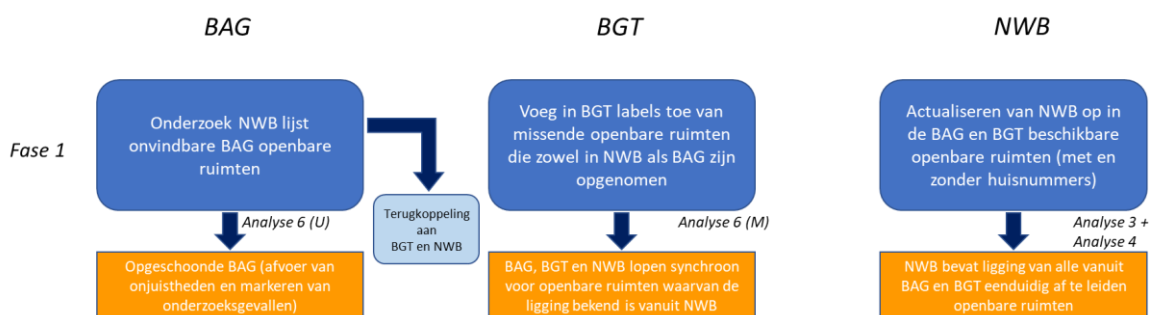 BAG
BGT
NWB
Fase 1
Onderzoek NWB lijst
onvindbare BAG openbare
ruimten
Terugkoppeling
aan
BGT en NWB
Analyse 6 (U)
Opgeschoonde BAG (afvoer van
onjuistheden en markeren van
onderzoeksgevallen)
Voeg in BGT labels toe van
missende openbare ruimten
die zowel in NWB als BAG zijn
opgenomen
Analyse 6 (M)
BAG, BGT en NWB lopen synchroon
voor openbare ruimten waarvan de
ligging bekend is vanuit NWB
Actualiseren van NWB op in
de BAG en BGT beschikbare
openbare ruimten (met en
zonder huisnummers)
Analyse 3 +
Analyse 4
NWB bevat ligging van alle vanuit
BAG en BGT eenduidig af te leiden
openbare ruimten